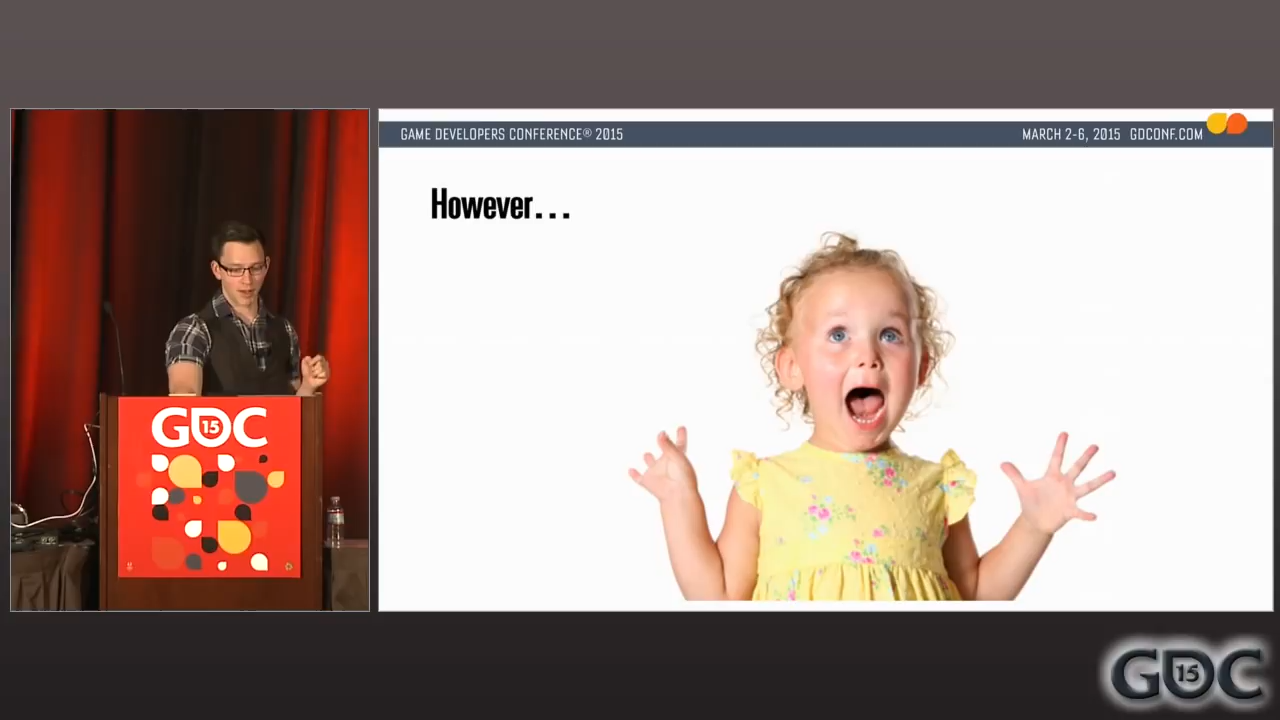 GAME DEVELOPERS CONFERENCE® 2015
MARCH 2-6, 2015 GDCONF.COM
However...
GDC
15
GDC
15